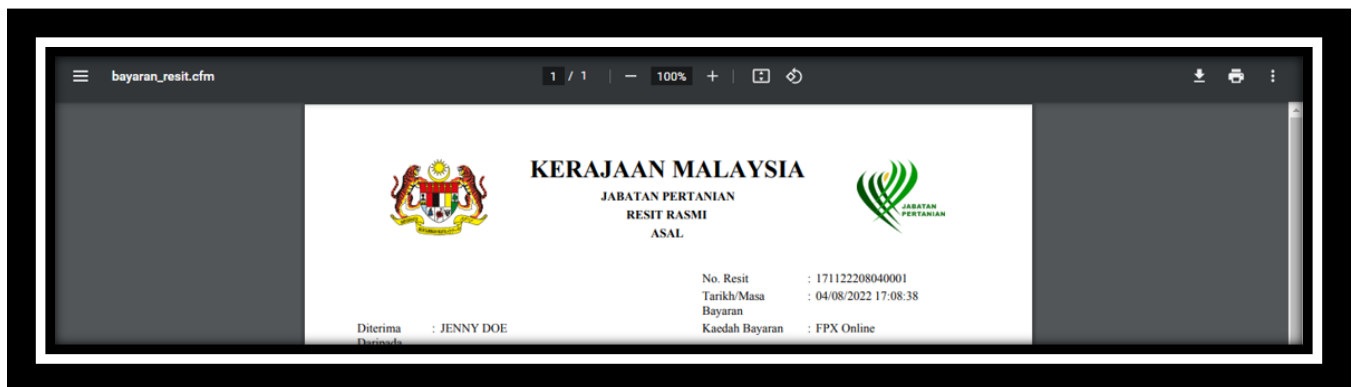 bayaran_resit.cfm 1 / 1 100%
KERAJAAN MALAYSIA
JABATAN PERTANIAN
RESIT RASMI
ASAL
JABATAN
PERTANIAN
No. Resit : 171122208040001
Tarikh/Masa : 04/08/2022 17:08:38
Bayaran
Diterima : JENNY DOE Kaedah Bayaran : FPX Online
Daripada